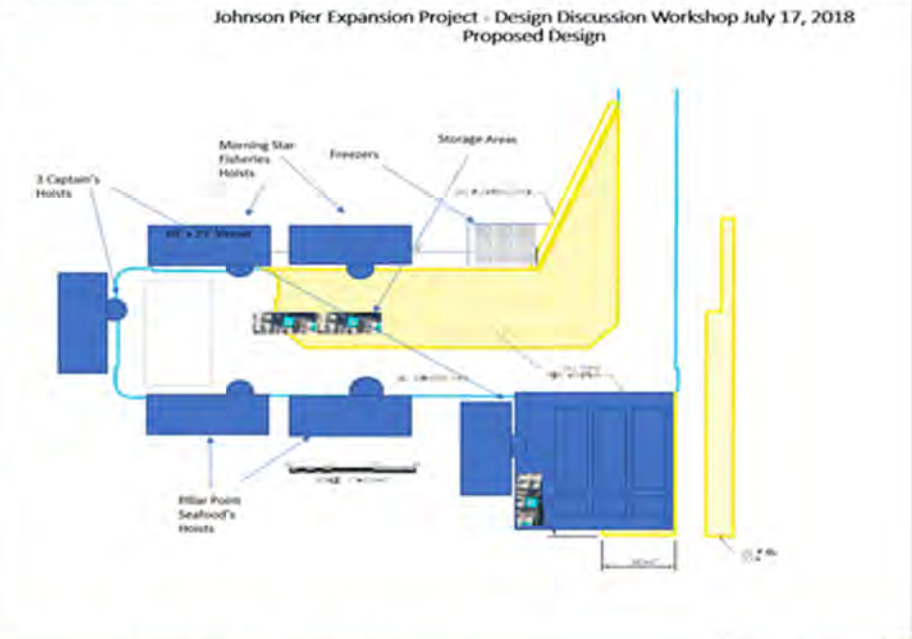 Johnson Pier Expansion Project - Design Discussion Workshop July 17, 2018
Proposed Design
Morning Star
Fisheries
Hoists
Freezers
Storage Areas
3 Captain's
Hoists
Pillar Point
Seafood's
Hoists